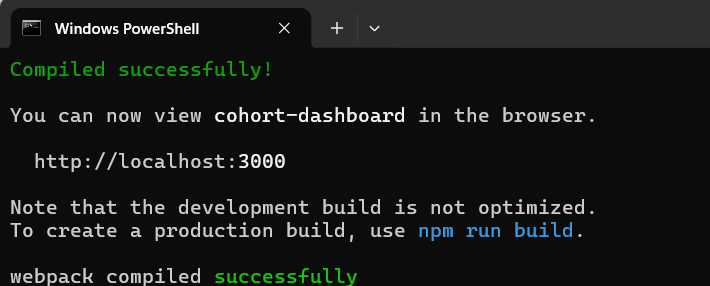 Windows PowerShell
Compiled successfully!
You can now view cohort-dashboard in the browser.
http://localhost:3000
Note that the development build is not optimized.
To create a production build, use npm run build.
webpack compiled successfully